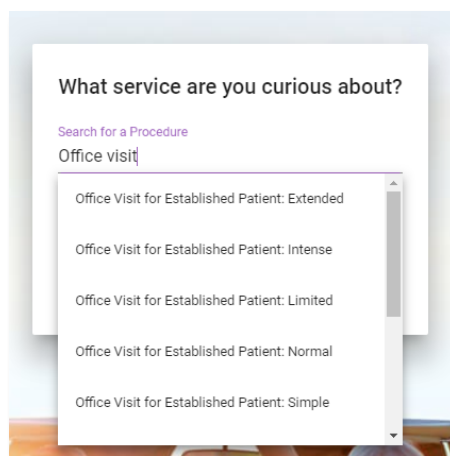 What service are you curious about?
Search for a Procedure
Office visit
Office Visit for Established Patient: Extended
Office Visit for Established Patient: Intense
Office Visit for Established Patient: Limited
Office Visit for Established Patient: Normal
Office Visit for Established Patient: Simple